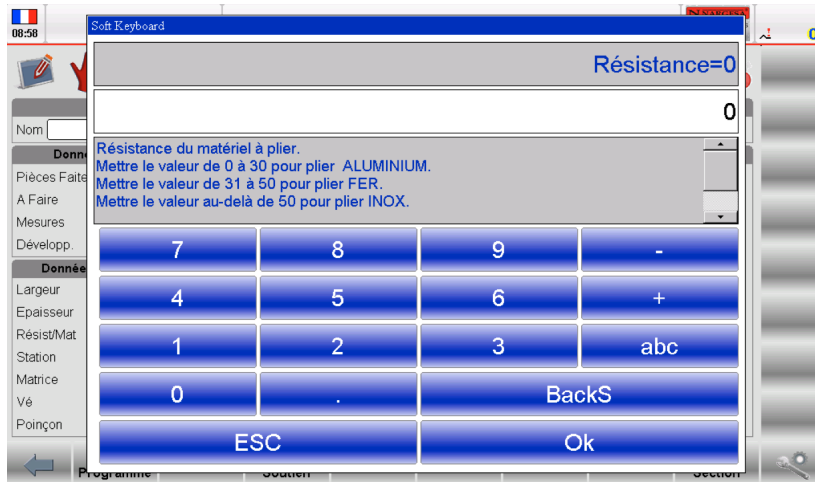 Soft Keyboard
08:58
Résistance=0
0
Nom
Résistance du matériel à plier.
Mettre le valeur de 0 à 30 pour plier ALUMINIUM.
Mettre le valeur de 31 à 50 pour plier FER.
Mettre le valeur au-delà de 50 pour plier INOX.
Pièces Faite
A Faire
Mesures
Développ.
Largeur
Epaisseur
Résist/Mat
Station
Matrice
Vé
Poinçon
7 8 9 -
4 5 6 +
1 2 3 abc
0 . BackS
ESC Ok